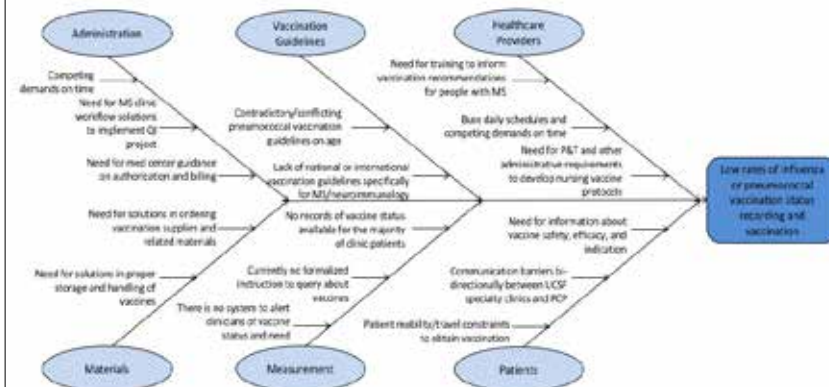 Administration
Vaccination
Guidelines
Healthcare
Providers
Competing
demands on time
Need for MS clinic
workflow solutions
to implement QI
project
Need for med center guidance
on authorization and billing
Contradictory/conflicting
pneumococcal vaccination
guidelines on age
Lack of national or international
vaccination guidelines specifically
for MS/neuroimmunology
Need for training to inform
vaccination recommendations
for people with MS
Busy daily schedules and
competing demands on time
Need for P&T and other
administrative requirements
to develop nursing vaccine
protocols
Low rates of influenza
or pneumococcal
vaccination status
recording and
vaccination
Need for solutions in ordering
vaccination supplies and
related materials
Need for solutions in proper
storage and handling of
vaccines
No records of vaccine status
available for the majority
of clinic patients
Currently no formalized
instruction to query about
vaccines
There is no system to alert
clinicians of vaccine
status and need
Need for information about
vaccine safety, efficacy, and
indication
Communication barriers bi-
directionally between UCSF
specialty clinics and PCP
Patient mobility/travel constraints
to obtain vaccination
Materials
Measurement
Patients